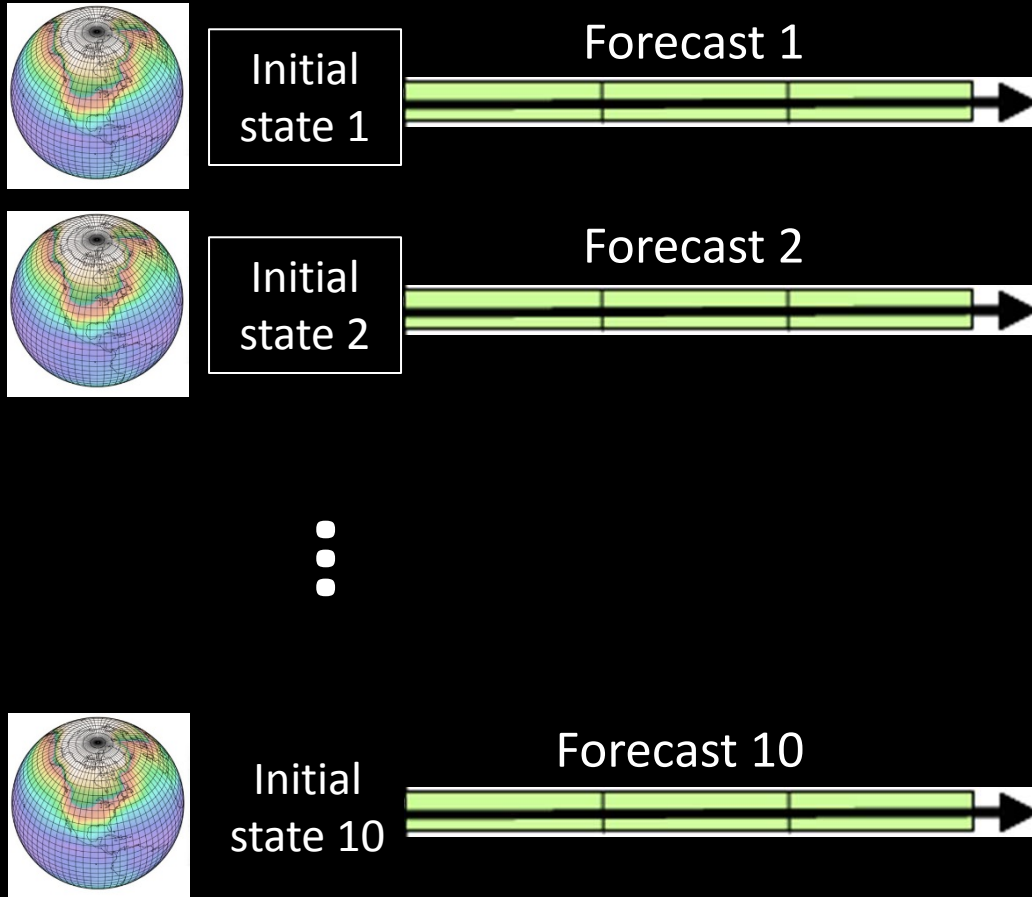 Forecast 1
Initial
state 1
Forecast 2
Initial
state 2
Forecast 10
Initial
state 10